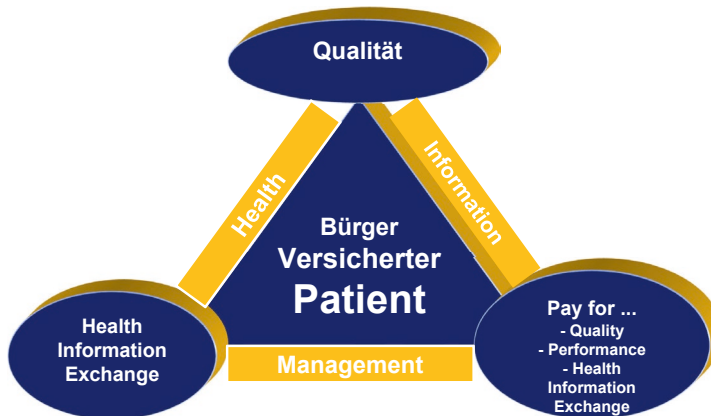 Qualität
Health
Information
Bürger
Versicherter
Patient
Health
Information
Exchange
Pay for ...
- Quality
- Performance
- Health
Information
Exchange
Management